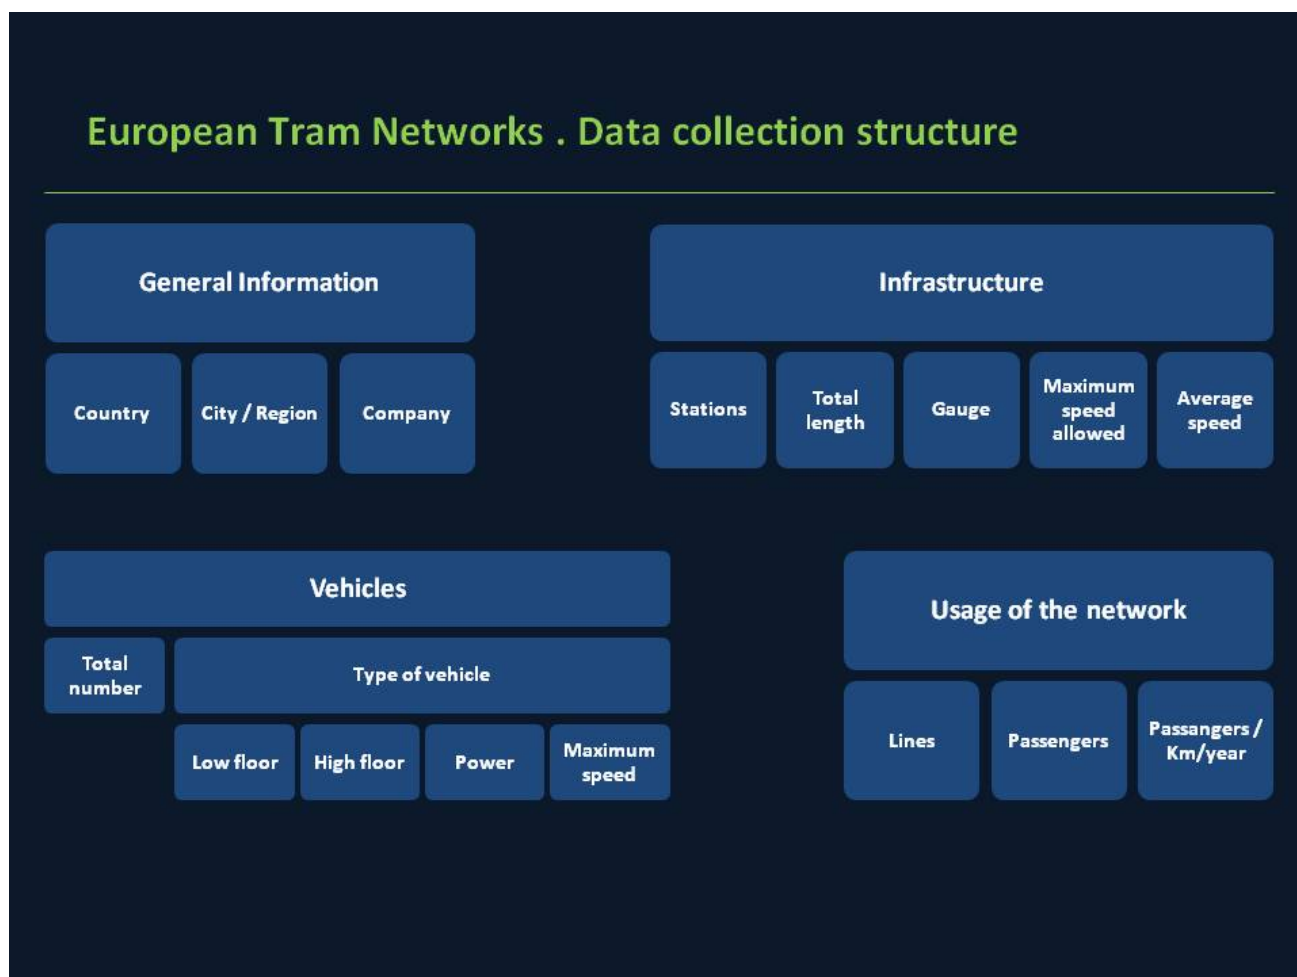 European Tram Networks . Data collection structure
General Information
Country
City / Region
Company
Infrastructure
Stations
Total
length
Gauge
Maximum
speed
allowed
Average
speed
Vehicles
Total
number
Type of vehicle
Low floor
High floor
Power
Maximum
speed
Usage of the network
Lines
Passengers
Passangers /
Km/year